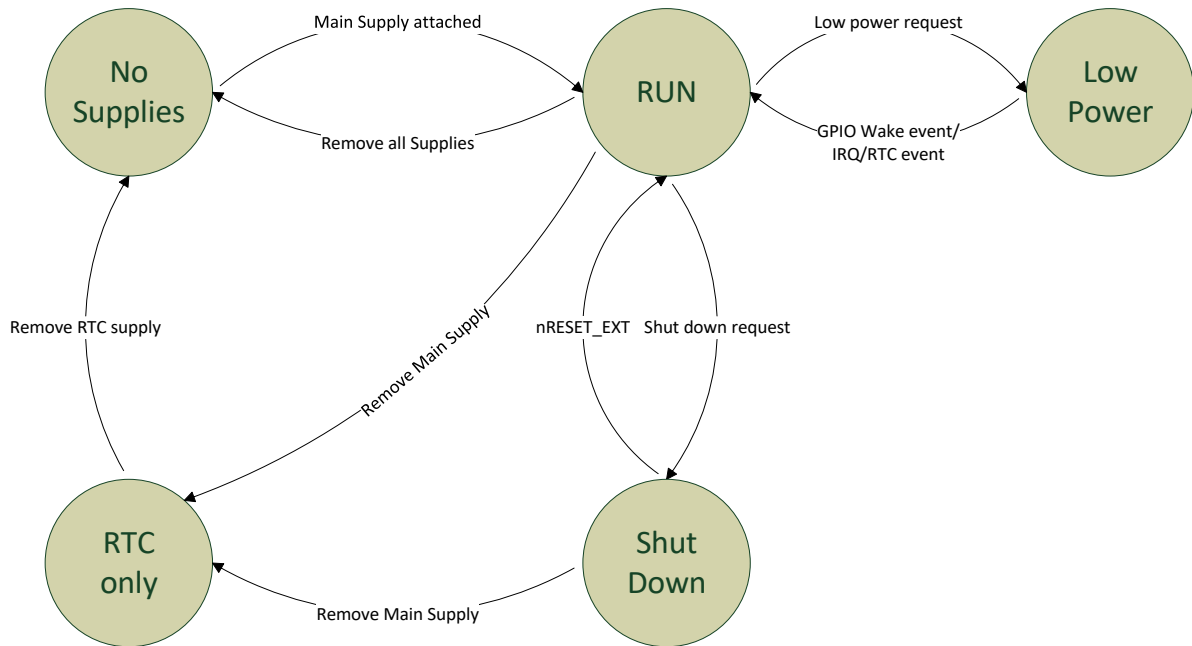 Main Supply attached
Low power request
No
Supplies
RUN
Low
Power
Remove all Supplies
GPIO Wake event/
IRQ/RTC event
Remove RTC supply
Remove Main Supply
nRESET_EXT
Shut down request
RTC
only
Shut
Down
Remove Main Supply